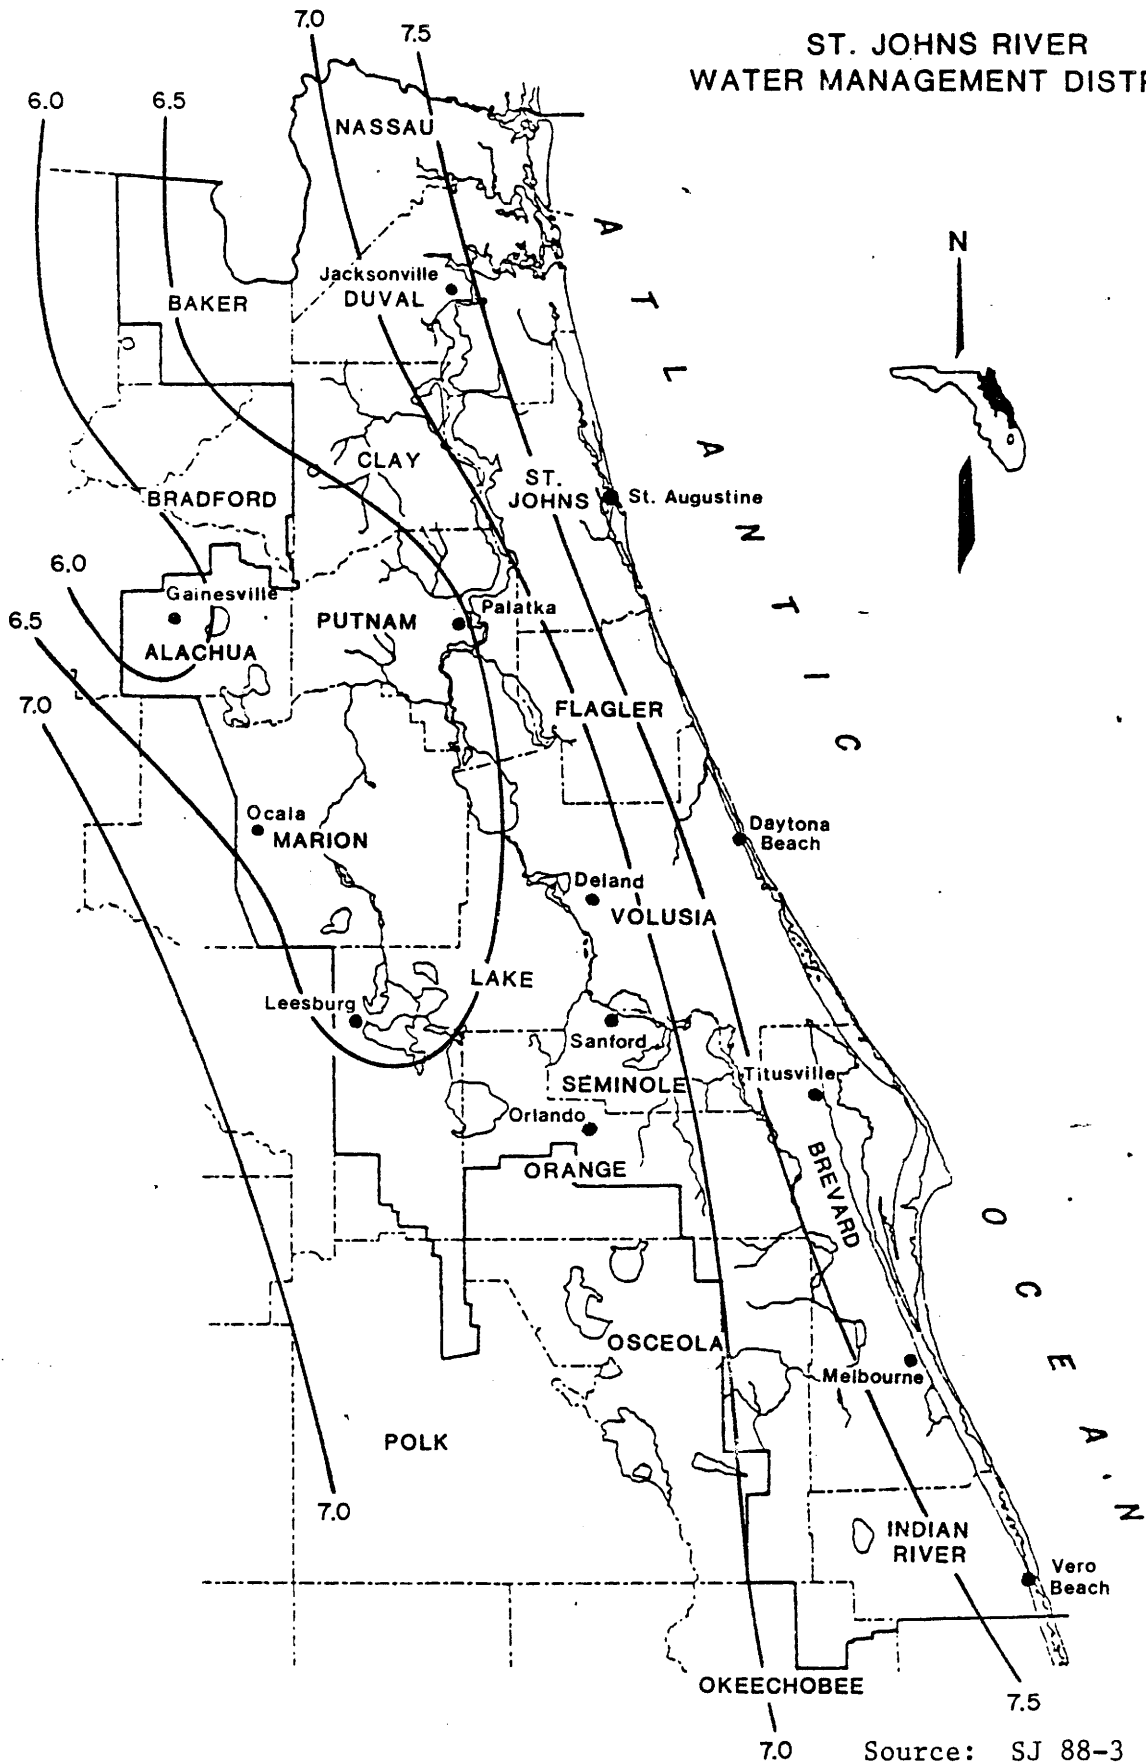 ST. JOHNS RIVER
WATER MANAGEMENT DISTR
7.0
7.5
6.0
6.5
NASSAU
N
Jacksonville
DUVAL
BAKER
CLAY
ST.
JOHNS
St. Augustine
BRADFORD
6.0
Gainesville
6.5
Palatka
PUTNAM
ALACHUA
7.0
FLAGLER
Ocala
MARION
Daytona
Beach
Deland
VOLUSIA
LAKE
Leesburg
Sanford
SEMINOLE
Titusville
Orlando
ORANGE
BREVARD
OSCEOLA
Melbourne
POLK
7.0
INDIAN
RIVER
Vero
Beach
OKEECHOBEE
7.5
7.0
ATLANTIC OCEAN
Source: SJ 88-3